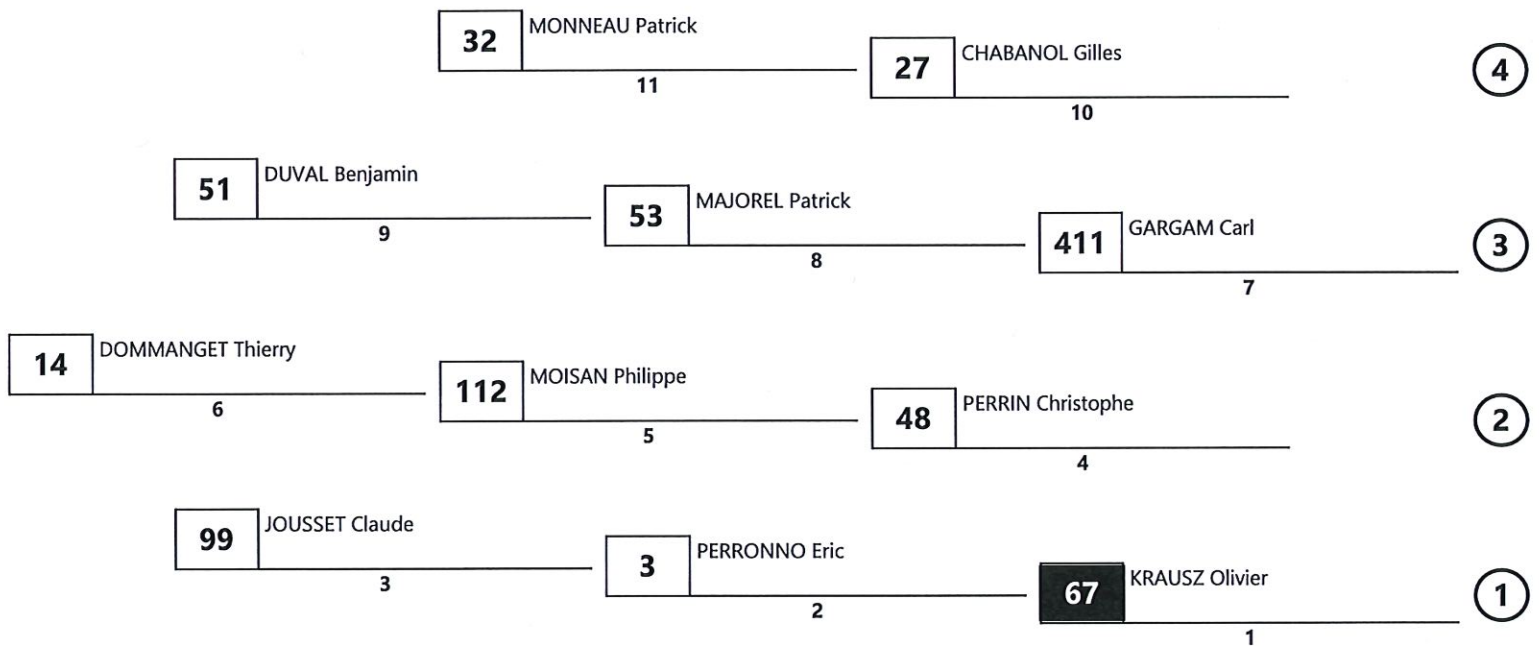 32 MONNEAU Patrick
11
27 CHABANOL Gilles
10
4
51 DUVAL Benjamin
9
53 MAJOREL Patrick
8
411 GARGAM Carl
7
3
14 DOMMANGET Thierry
6
112 MOISAN Philippe
5
48 PERRIN Christophe
4
2
99 JOUSSET Claude
3
3 PERRONNO Eric
2
67 KRAUSZ Olivier
1
1